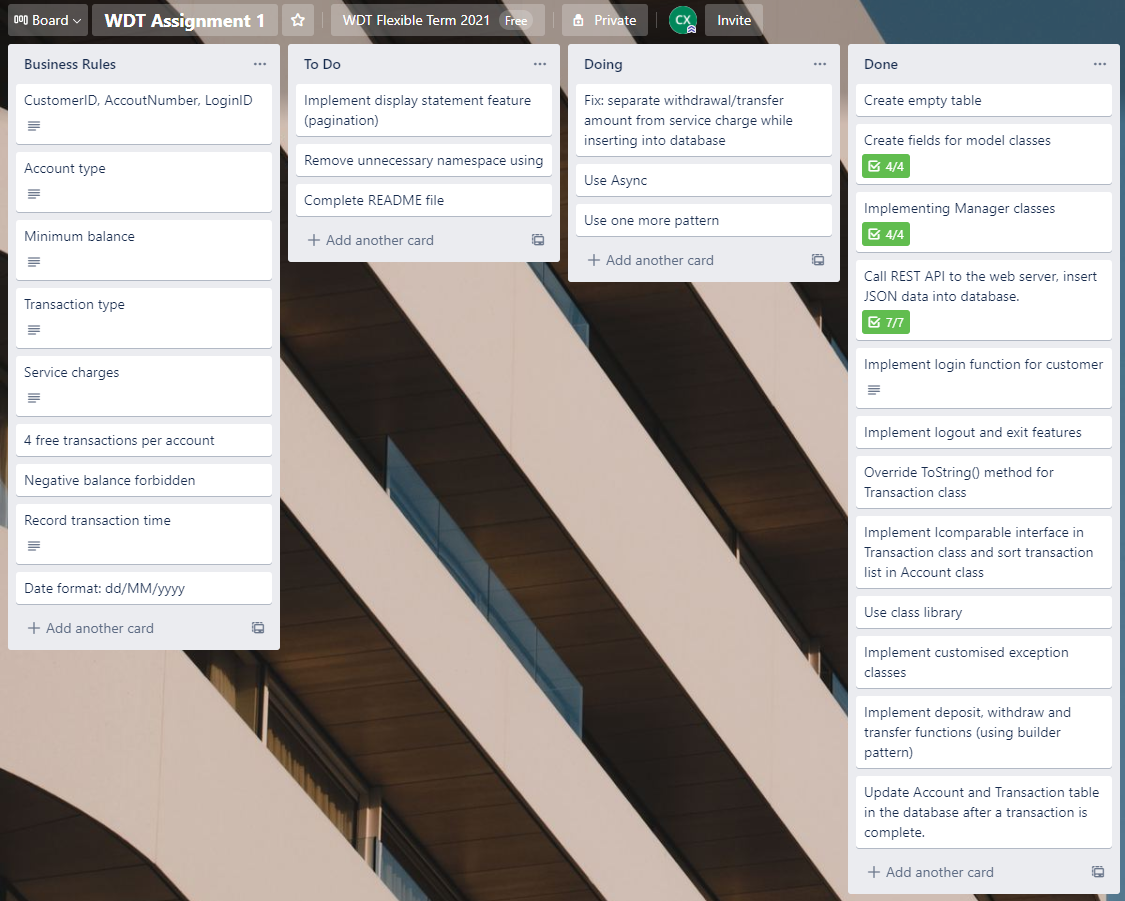 Board
WDT Assignment 1
WDT Flexible Term 2021 Free
Private
CX
Invite
Business Rules
CustomerID, AccoutNumber, LoginID
Account type
Minimum balance
Transaction type
Service charges
4 free transactions per account
Negative balance forbidden
Record transaction time
Date format: dd/MM/yyyy
+ Add another card
To Do
Implement display statement feature
(pagination)
Remove unnecessary namespace using
Complete README file
+ Add another card
Doing
Fix: separate withdrawal/transfer
amount from service charge while
inserting into database
Use Async
Use one more pattern
+ Add another card
Done
Create empty table
Create fields for model classes
4/4
Implementing Manager classes
4/4
Call REST API to the web server, insert
JSON data into database.
7/7
Implement login function for customer
Implement logout and exit features
Override ToString() method for
Transaction class
Implement Icomparable interface in
Transaction class and sort transaction
list in Account class
Use class library
Implement customised exception
classes
Implement deposit, withdraw and
transfer functions (using builder
pattern)
Update Account and Transaction table
in the database after a transaction is
complete.
+ Add another card